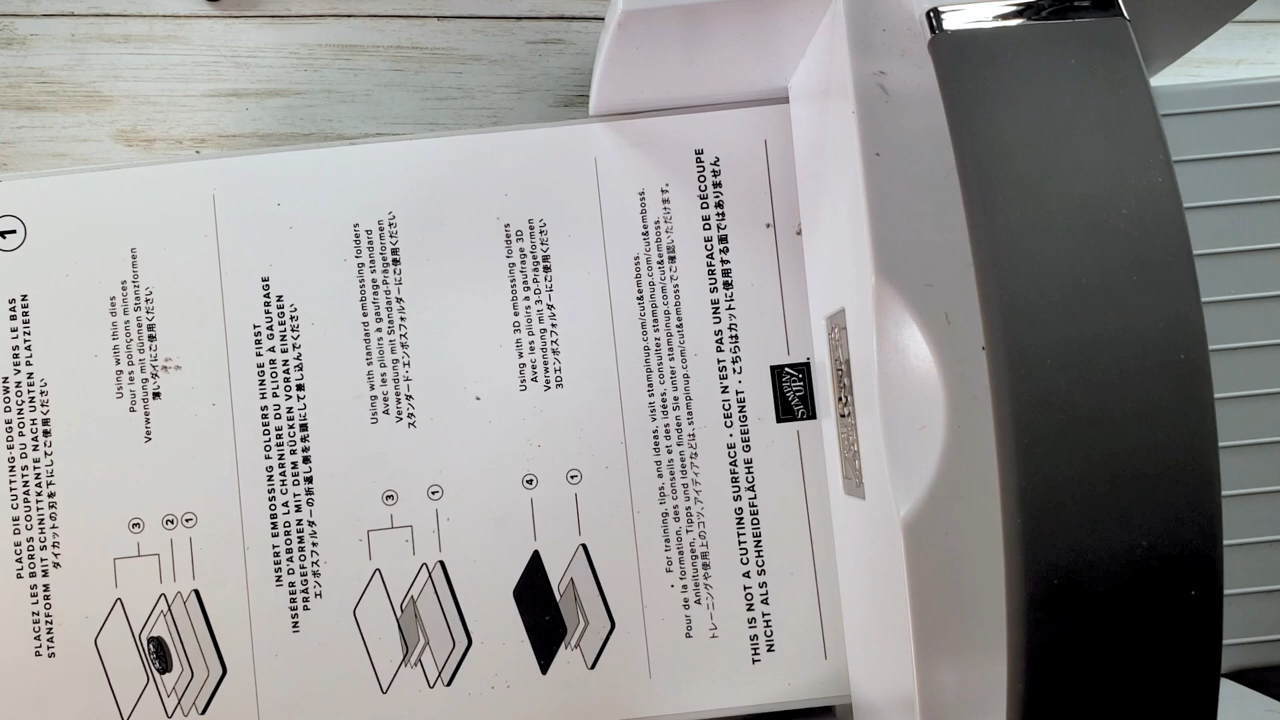 1
PLACE DIE CUTTING-EDGE DOWN
PLACEZ LES BORDS COUPANTS DU POINÇON VERS LE BAS
STANZFORM MIT SCHNITTKANTE NACH UNTEN PLATZIEREN
ダイカットの刃を下にしてご使用ください
3
2
1
Using with thin dies
Pour les poinçons minces
Verwendung mit dünnen Stanzformen
薄いダイにご使用ください
INSERT EMBOSSING FOLDERS HINGE FIRST
INSÉRER D'ABORD LA CHARNIÈRE DU PLIOIR À GAUFRAGE
PRÄGEFORMEN MIT DEM RÜCKEN VORAN EINLEGEN
エンボスフォルダーの折返し側を先頭にして差し込んでください
3
1
Using with standard embossing folders
Avec les plioirs à gaufrage standard
Verwendung mit Standard-Prägeformen
スタンダード・エンボスフォルダーにご使用ください
4
1
Using with 3D embossing folders
Avec les plioirs à gaufrage 3D
Verwendung mit 3-D-Prägeformen
3Dエンボスフォルダーにご使用ください
• For training, tips, and ideas, visit stampinup.com/cut&emboss.
Pour de la formation, des conseils et des idées, consultez stampinup.com/cut&emboss.
Anleitungen, Tipps und Ideen finden Sie unter stampinup.com/cut&emboss.
トレーニングや使用上のコツ、アイディアなどは、stampinup.com/cut&embossでご確認いただけます。
THIS IS NOT A CUTTING SURFACE • CECI N'EST PAS UNE SURFACE DE DÉCOUPE
NICHT ALS SCHNEIDEFLÄCHE GEEIGNET • こちらはカットに使用する面ではありません
STAMPIN' UP!